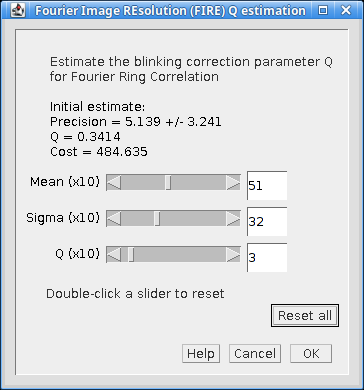 Fourier Image REsolution (FIRE) Q estimation
Estimate the blinking correction parameter Q
for Fourier Ring Correlation
Initial estimate:
Precision = 5.139 +/- 3.241
Q = 0.3414
Cost = 484.635
Mean (x10) 51
Sigma (x10) 32
Q (x10) 3
Double-click a slider to reset
Reset all
Help Cancel OK